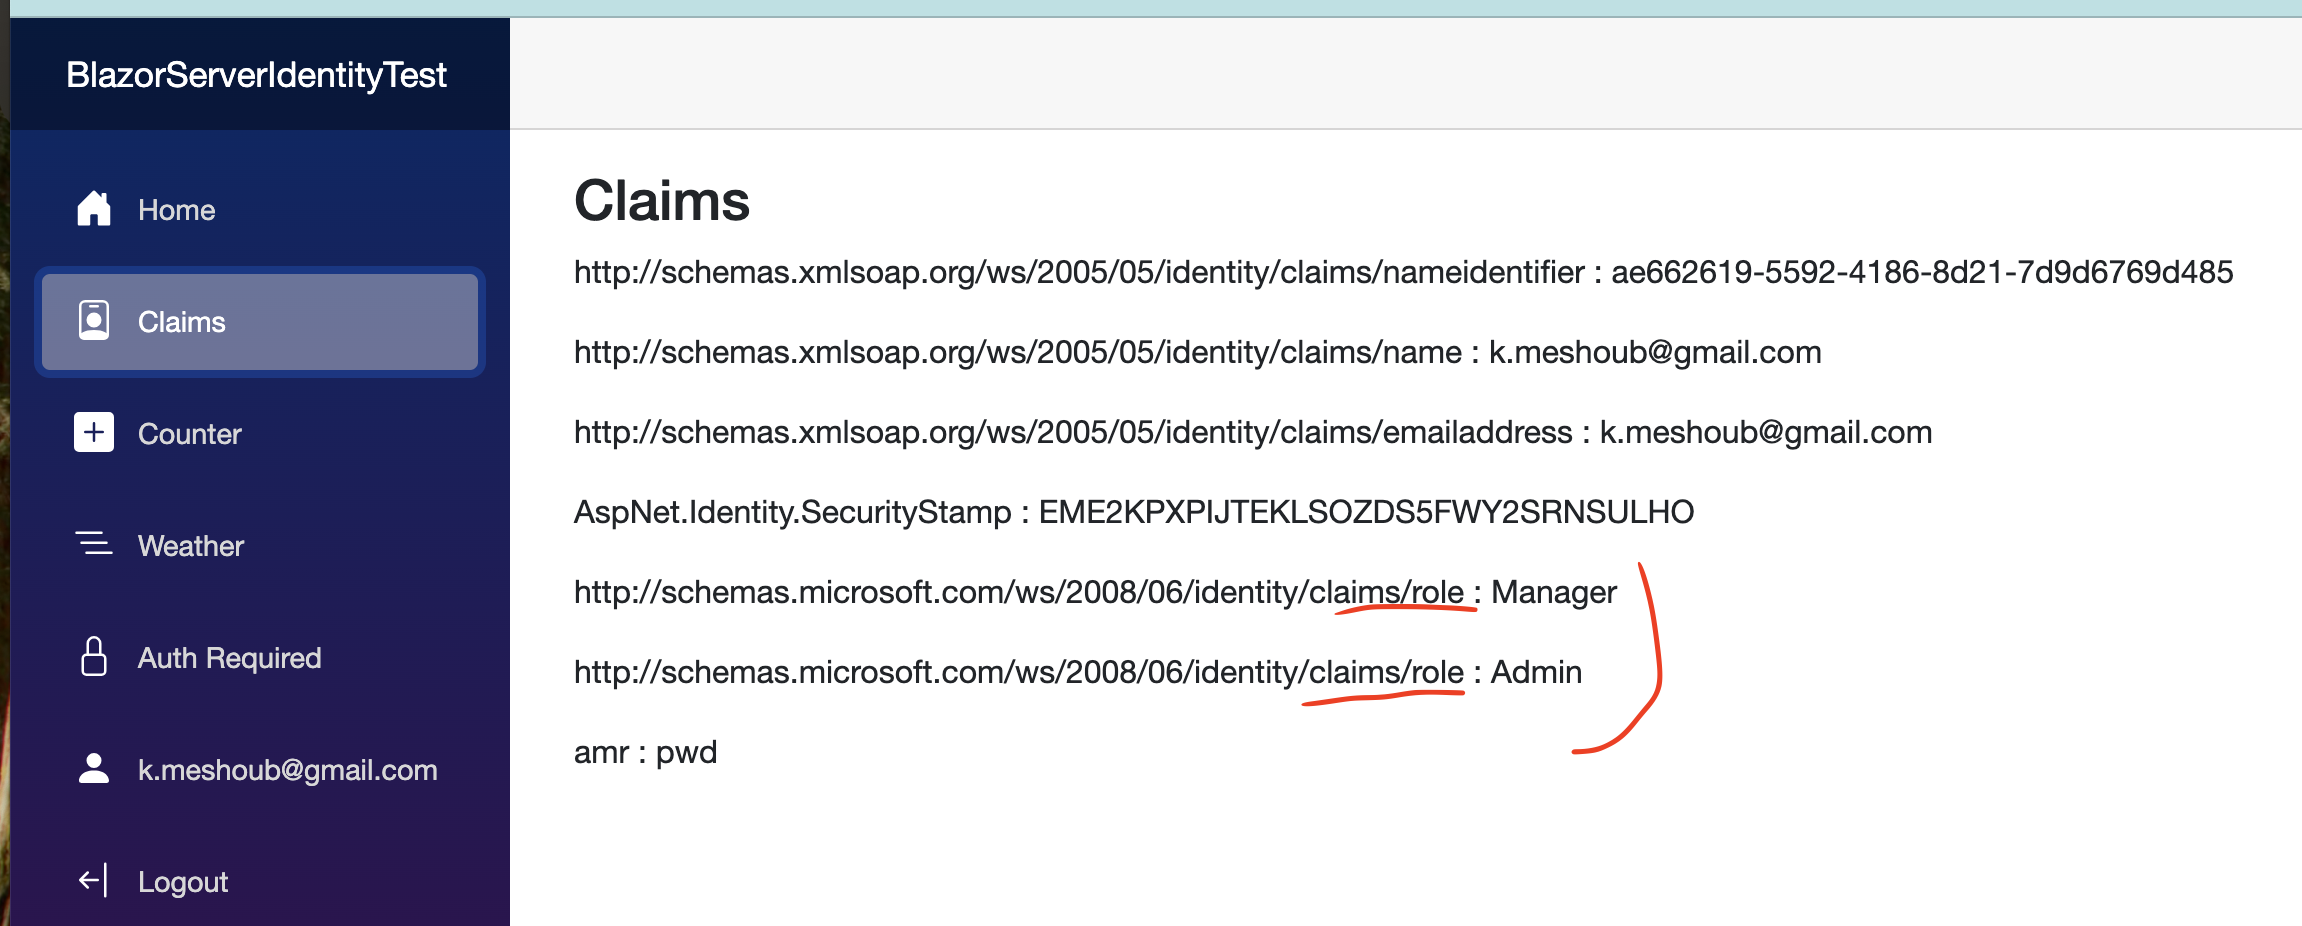 BlazorServerIdentityTest
Home
Claims
Counter
Weather
Auth Required
k.meshoub@gmail.com
Logout
Claims
http://schemas.xmlsoap.org/ws/2005/05/identity/claims/nameidentifier : ae662619-5592-4186-8d21-7d9d6769d485
http://schemas.xmlsoap.org/ws/2005/05/identity/claims/name : k.meshoub@gmail.com
http://schemas.xmlsoap.org/ws/2005/05/identity/claims/emailaddress : k.meshoub@gmail.com
AspNet.Identity.SecurityStamp : EME2KPXPIJTEKLSOZDS5FWY2SRNSULHO
http://schemas.microsoft.com/ws/2008/06/identity/claims/role : Manager
http://schemas.microsoft.com/ws/2008/06/identity/claims/role : Admin
amr : pwd